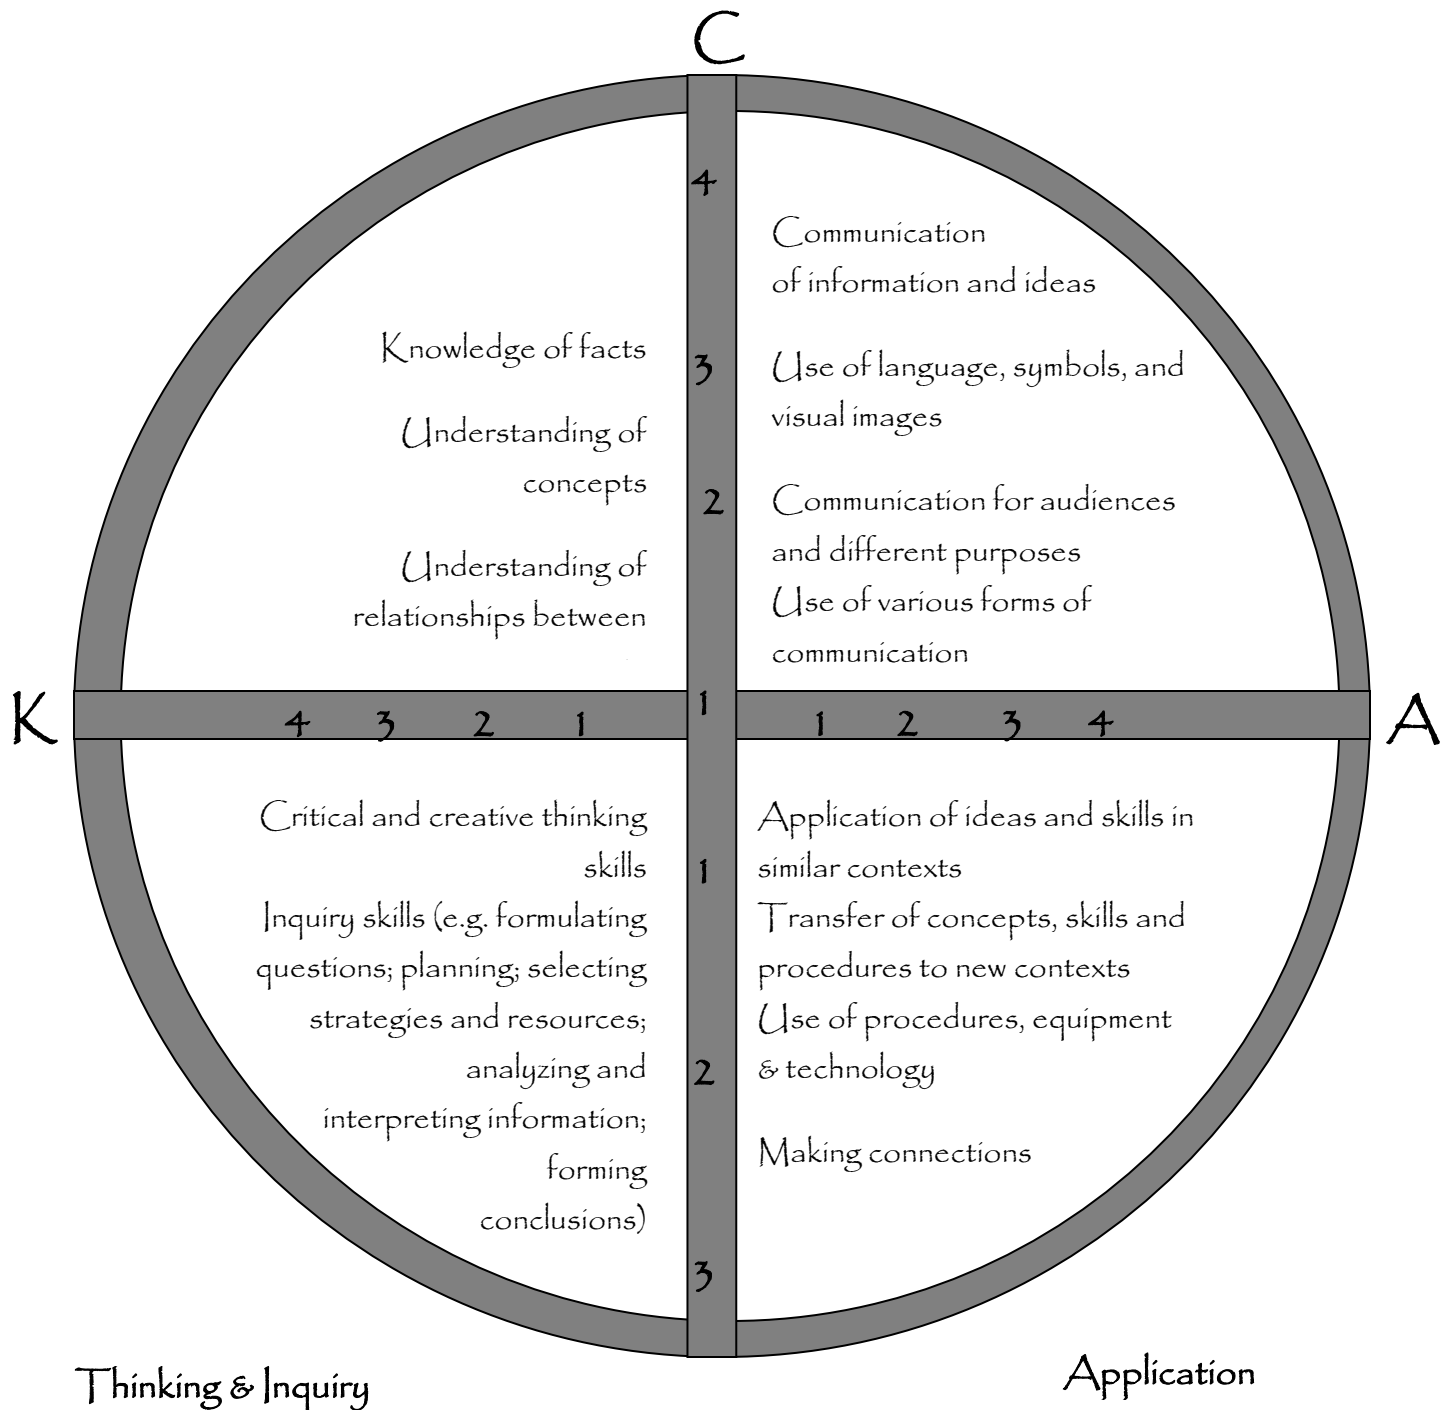 C
4
Communication
of information and ideas
Knowledge of facts
3
Use of language, symbols, and
visual images
Understanding of
concepts
2
Communication for audiences
and different purposes
Understanding of
relationships between
Use of various forms of
communication
K
4 3 2 1
1
1 2 3 4
A
Critical and creative thinking
skills
Inquiry skills (e.g. formulating
questions; planning; selecting
strategies and resources;
analyzing and
interpreting information;
forming
conclusions)
1
2
3
Application of ideas and skills in
similar contexts
Transfer of concepts, skills and
procedures to new contexts
Use of procedures, equipment
& technology
Making connections
Thinking & Inquiry
Application